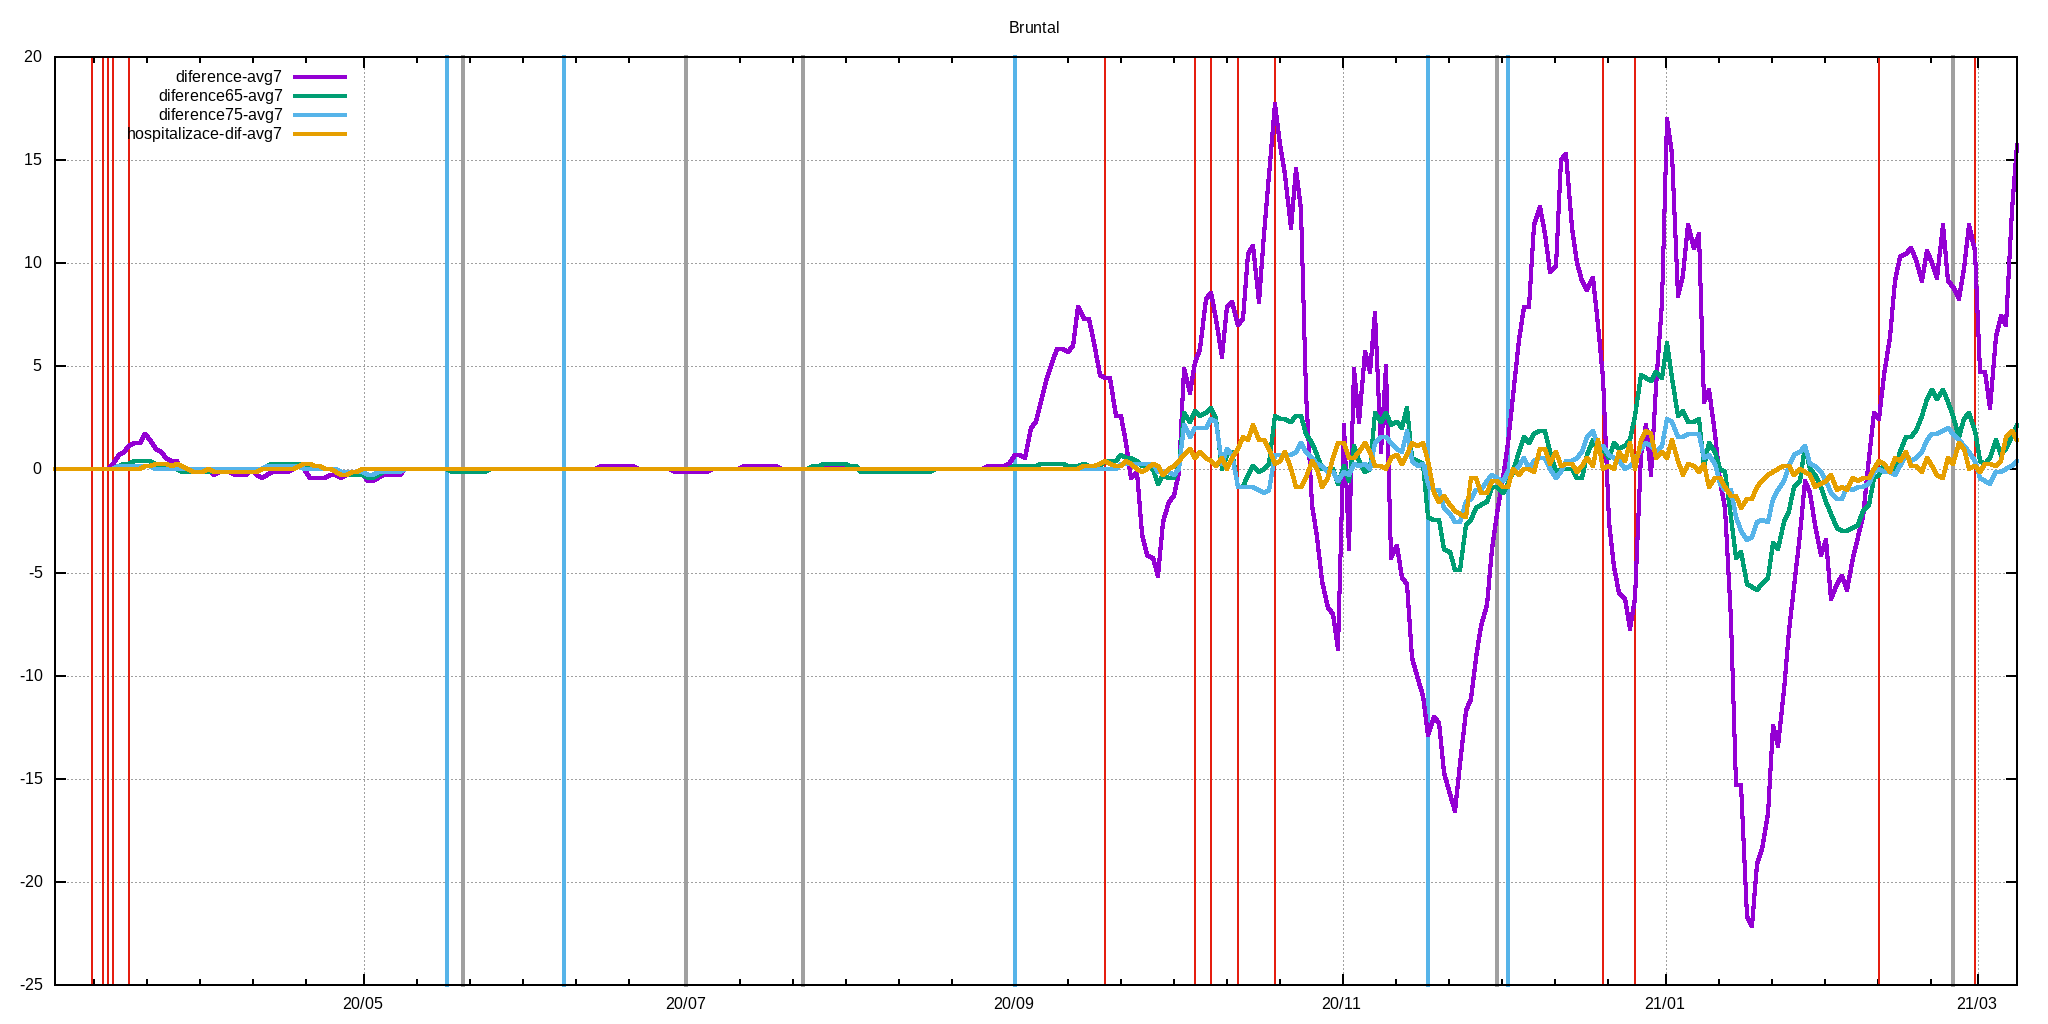 Bruntal
20
diference-avg7
diference65-avg7
diference75-avg7
hospitalizace-dif-avg7
15
10
5
0
-5
-10
-15
-20
-25
20/05 20/07 20/09 20/11 21/01 21/03